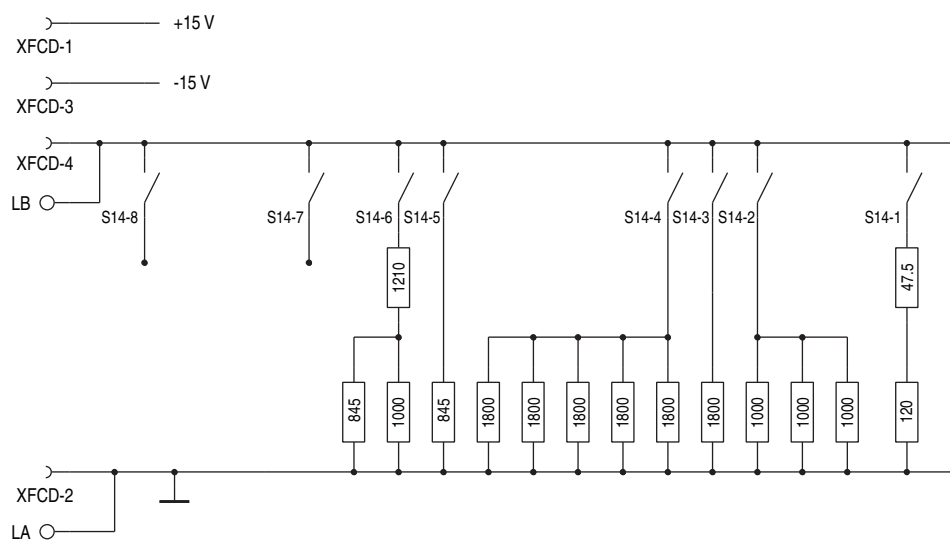 +15 V
XFCD-1
-15 V
XFCD-3
XFCD-4
LB
S14-8
S14-7
S14-6
S14-5
S14-4
S14-3
S14-2
S14-1
1210
47.5
845
1000
845
1800
1800
1800
1800
1800
1800
1000
1000
1000
120
XFCD-2
LA